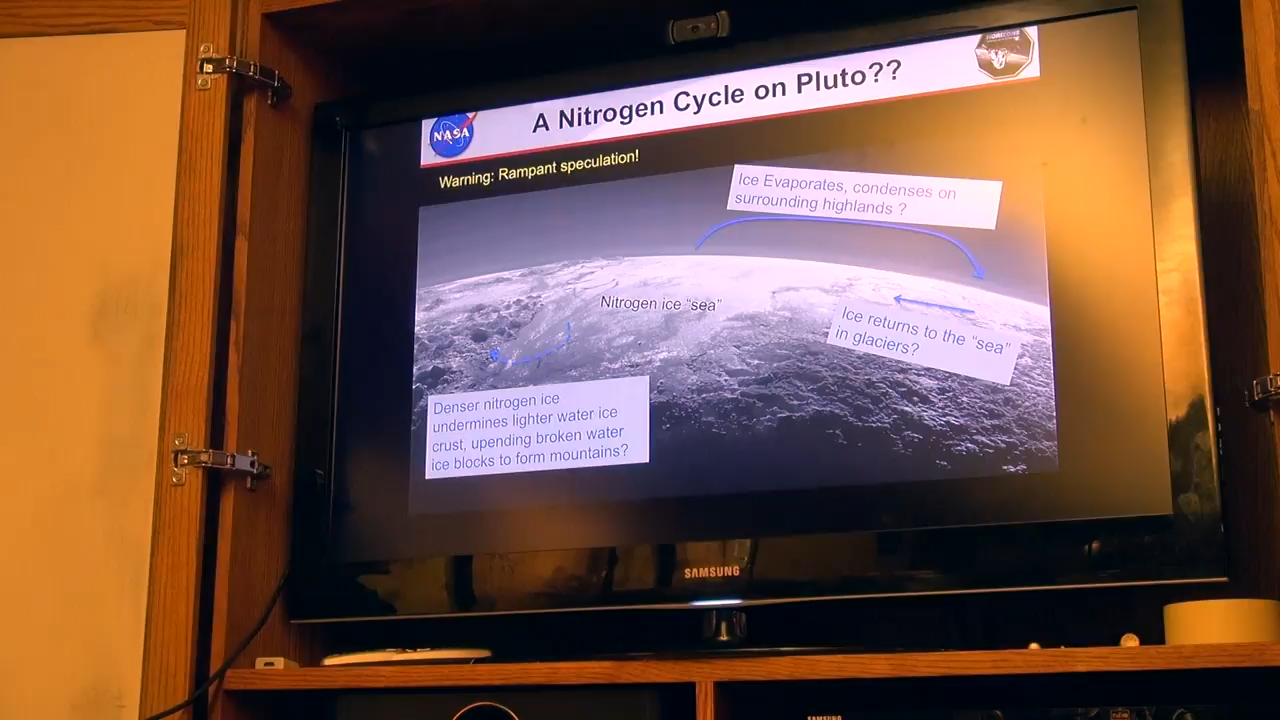 HORIZONS
A Nitrogen Cycle on Pluto??
NASA
Warning: Rampant speculation!
Ice Evaporates, condenses on
surrounding highlands ?
Nitrogen ice “sea”
Ice returns to the “sea”
in glaciers?
Denser nitrogen ice
undermines lighter water ice
crust, upending broken water
ice blocks to form mountains?
SAMSUNG
SAMSUNG